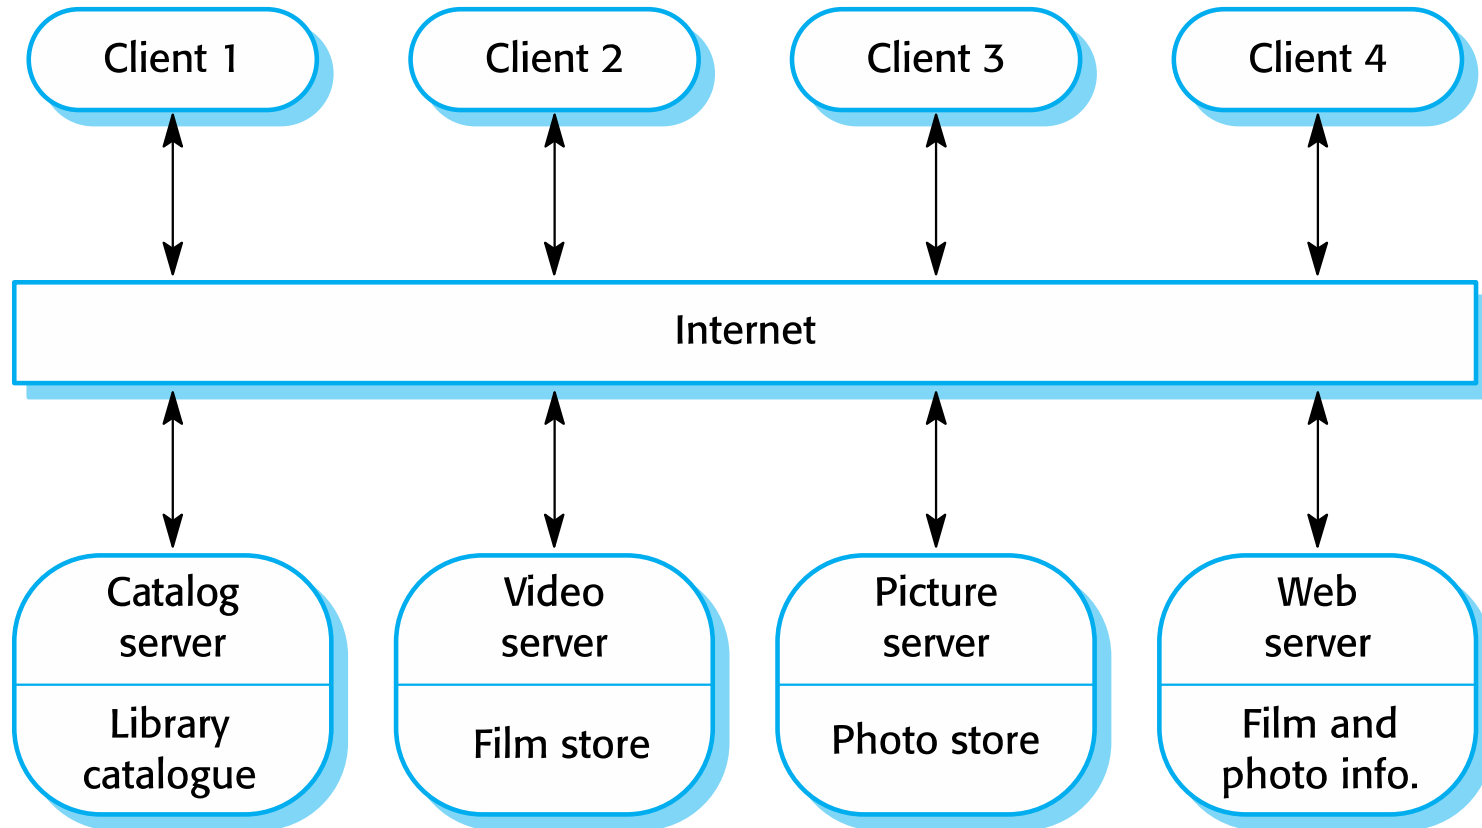 Client 1
Client 2
Client 3
Client 4
Internet
Catalog
server
Library
catalogue
Video
server
Film store
Picture
server
Photo store
Web
server
Film and
photo info.